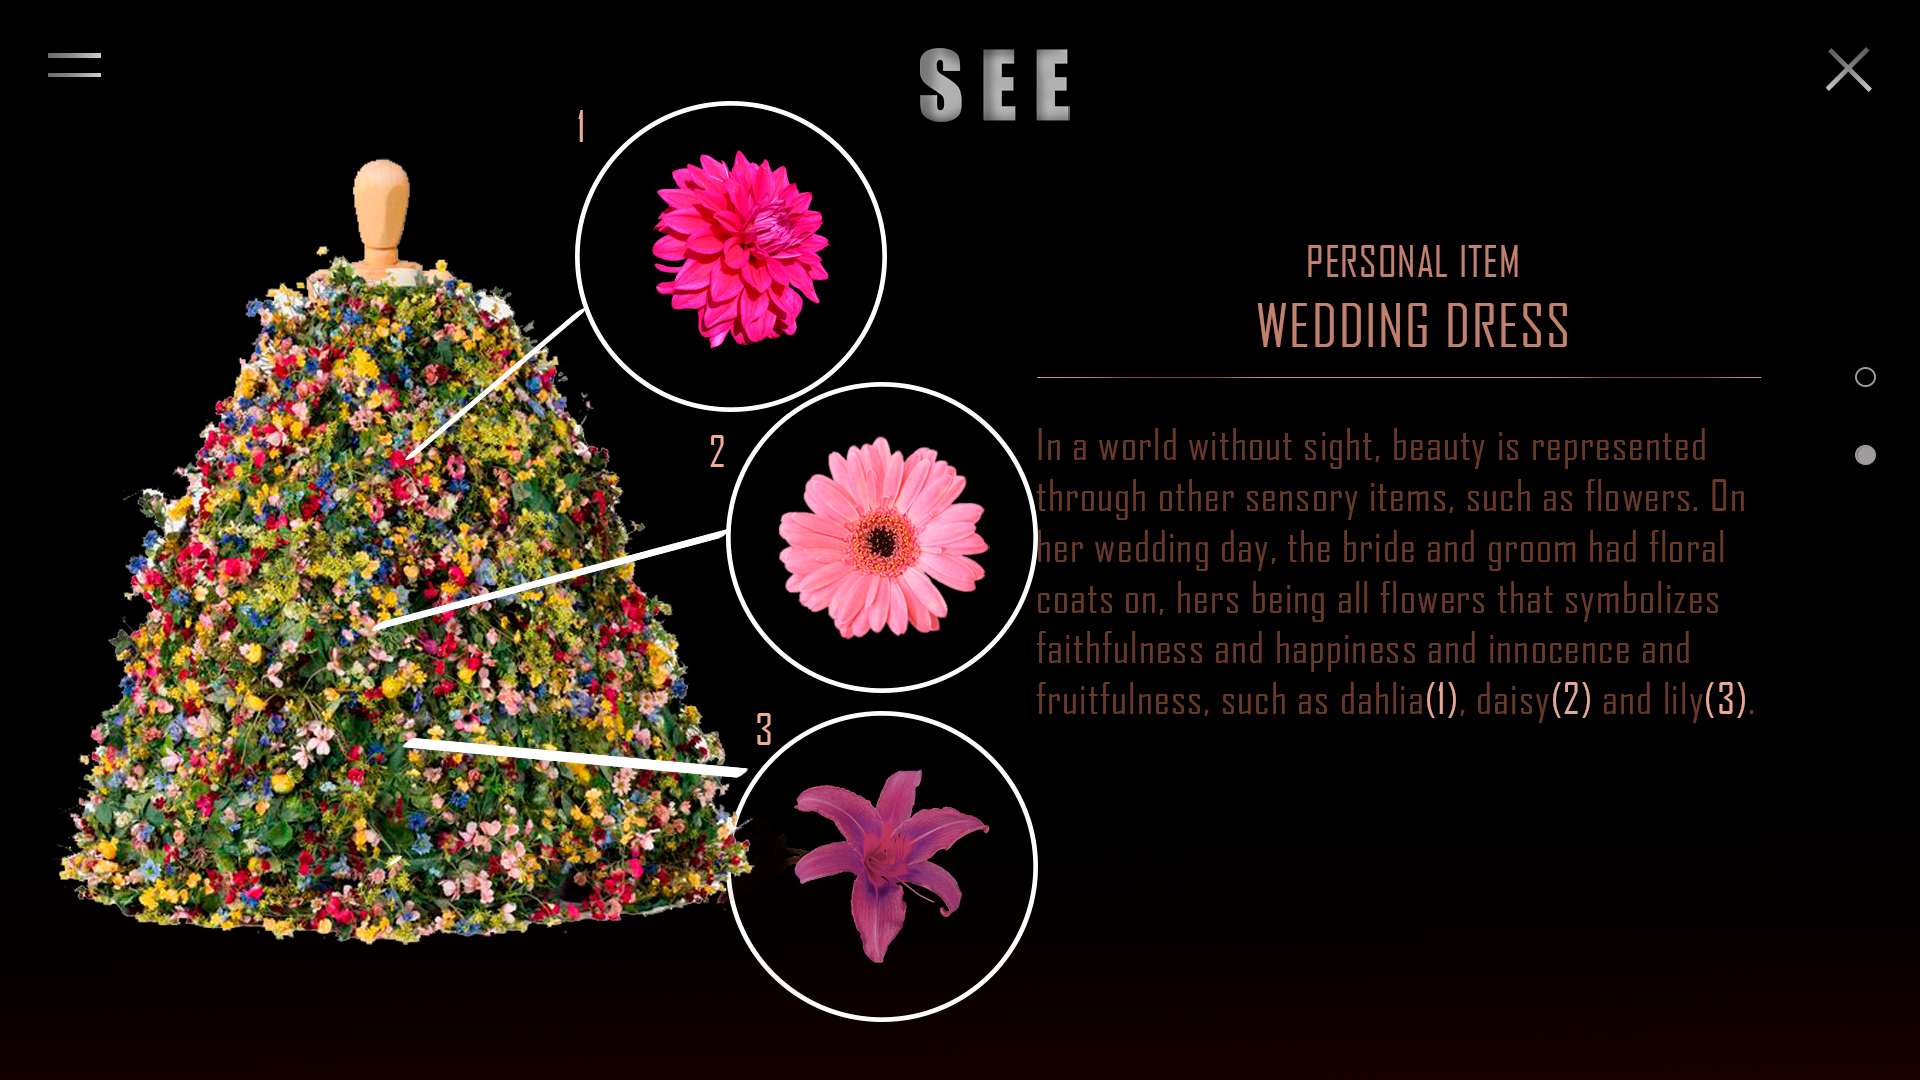 SEE
1
2
3
PERSONAL ITEM
WEDDING DRESS
In a world without sight, beauty is represented
through other sensory items, such as flowers. On
her wedding day, the bride and groom had floral
coats on, hers being all flowers that symbolizes
faithfulness and happiness and innocence and
fruitfulness, such as dahlia(1), daisy(2) and lily(3).